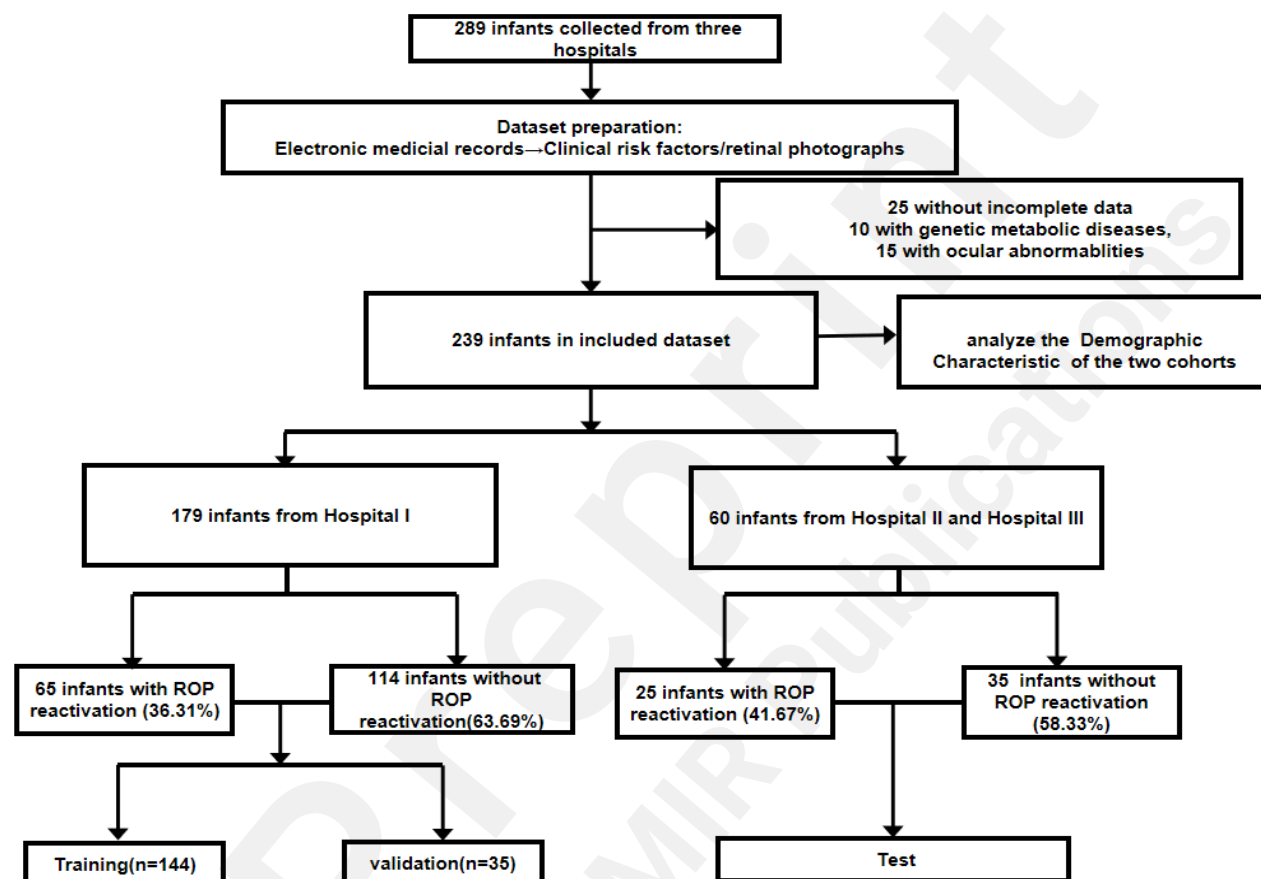 289 infants collected from three
hospitals
Dataset preparation:
Electronic medicial records→Clinical risk factors/retinal photographs
25 without incomplete data
10 with genetic metabolic diseases,
15 with ocular abnormablities
239 infants in included dataset
analyze the Demographic
Characteristic of the two cohorts
179 infants from Hospital I
60 infants from Hospital II and Hospital III
65 infants with ROP
reactivation (36.31%)
114 infants without
ROP
reactivation(63.69%)
25 infants with ROP
reactivation (41.67%)
35 infants without
ROP reactivation
(58.33%)
Training(n=144)
validation(n=35)
Test
Preprint
JMIR Publications